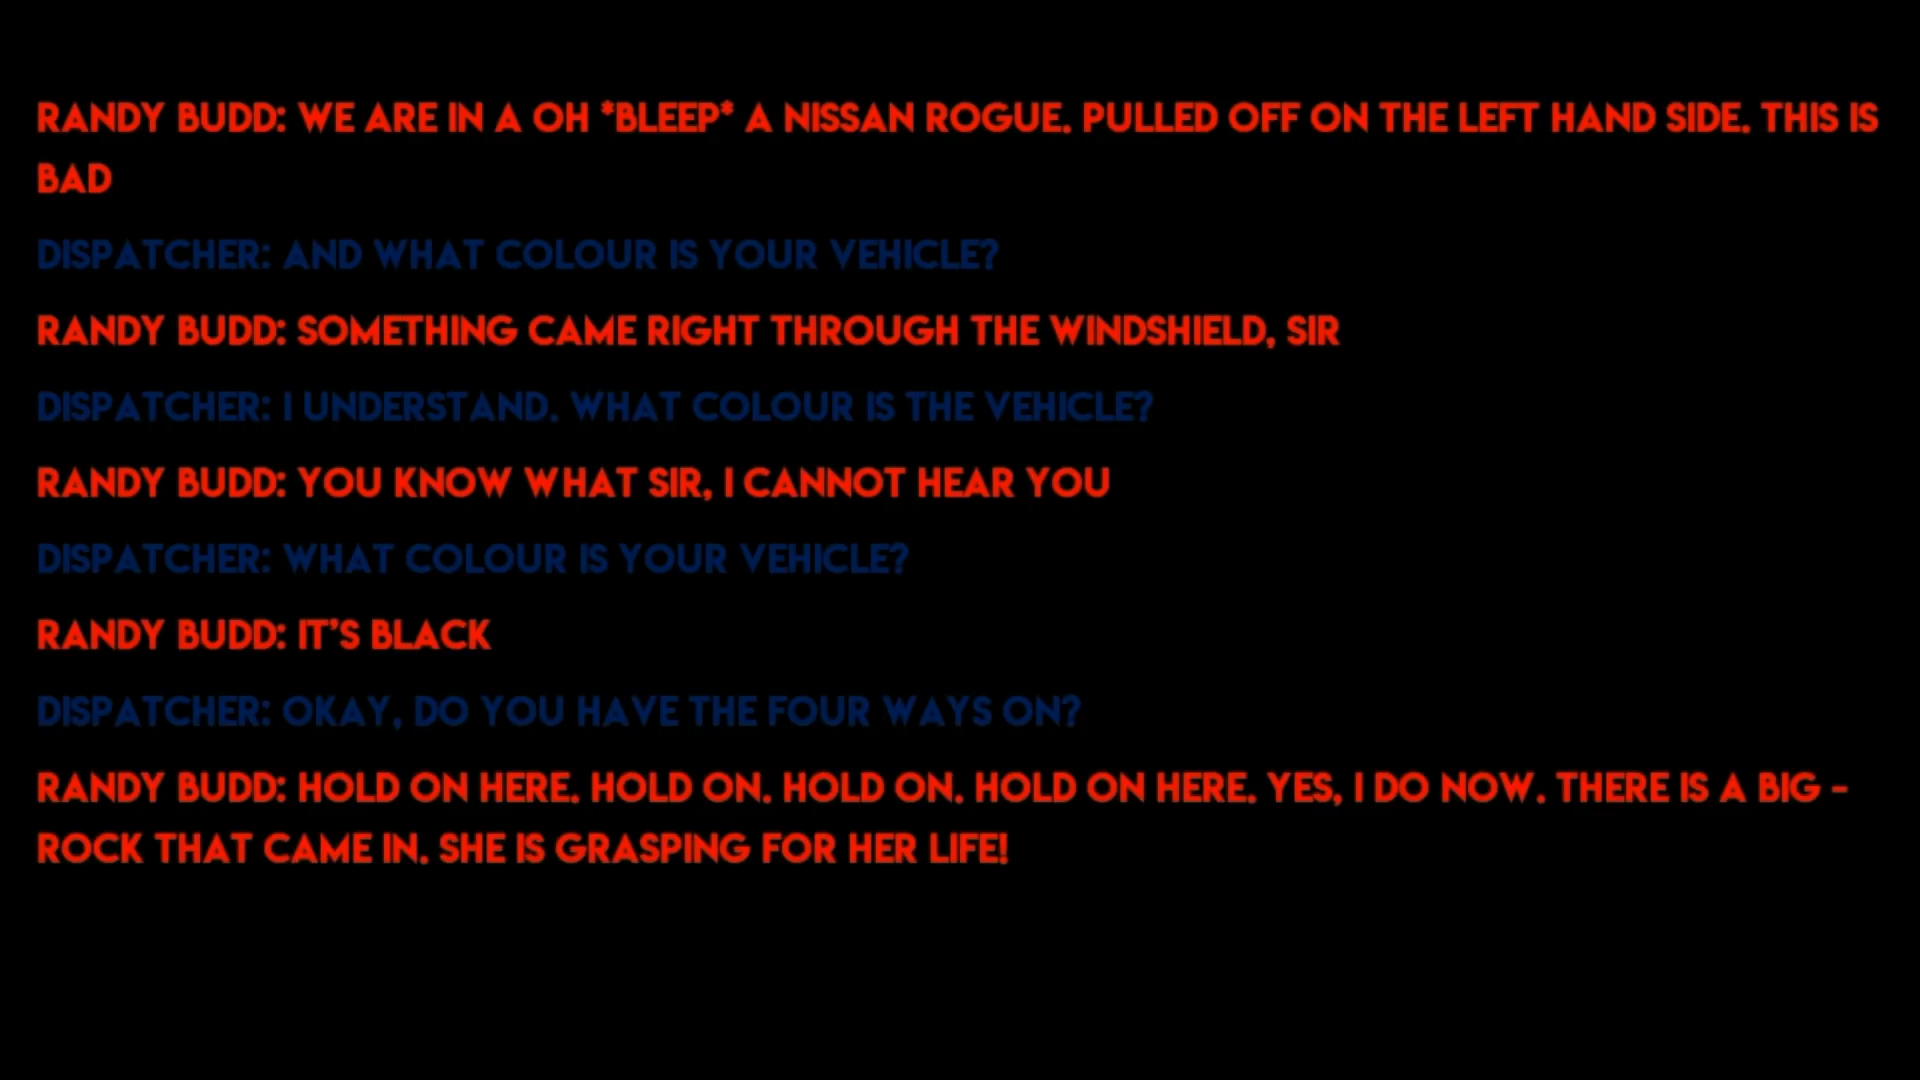 RANDY BUDD: WE ARE IN A OH *BLEEP* A NISSAN ROGUE. PULLED OFF ON THE LEFT HAND SIDE. THIS IS
BAD
DISPATCHER: AND WHAT COLOUR IS YOUR VEHICLE?
RANDY BUDD: SOMETHING CAME RIGHT THROUGH THE WINDSHIELD, SIR
DISPATCHER: I UNDERSTAND. WHAT COLOUR IS THE VEHICLE?
RANDY BUDD: YOU KNOW WHAT SIR, I CANNOT HEAR YOU
DISPATCHER: WHAT COLOUR IS YOUR VEHICLE?
RANDY BUDD: IT'S BLACK
DISPATCHER: OKAY, DO YOU HAVE THE FOUR WAYS ON?
RANDY BUDD: HOLD ON HERE. HOLD ON. HOLD ON. HOLD ON HERE. YES, I DO NOW. THERE IS A BIG -
ROCK THAT CAME IN. SHE IS GRASPING FOR HER LIFE!